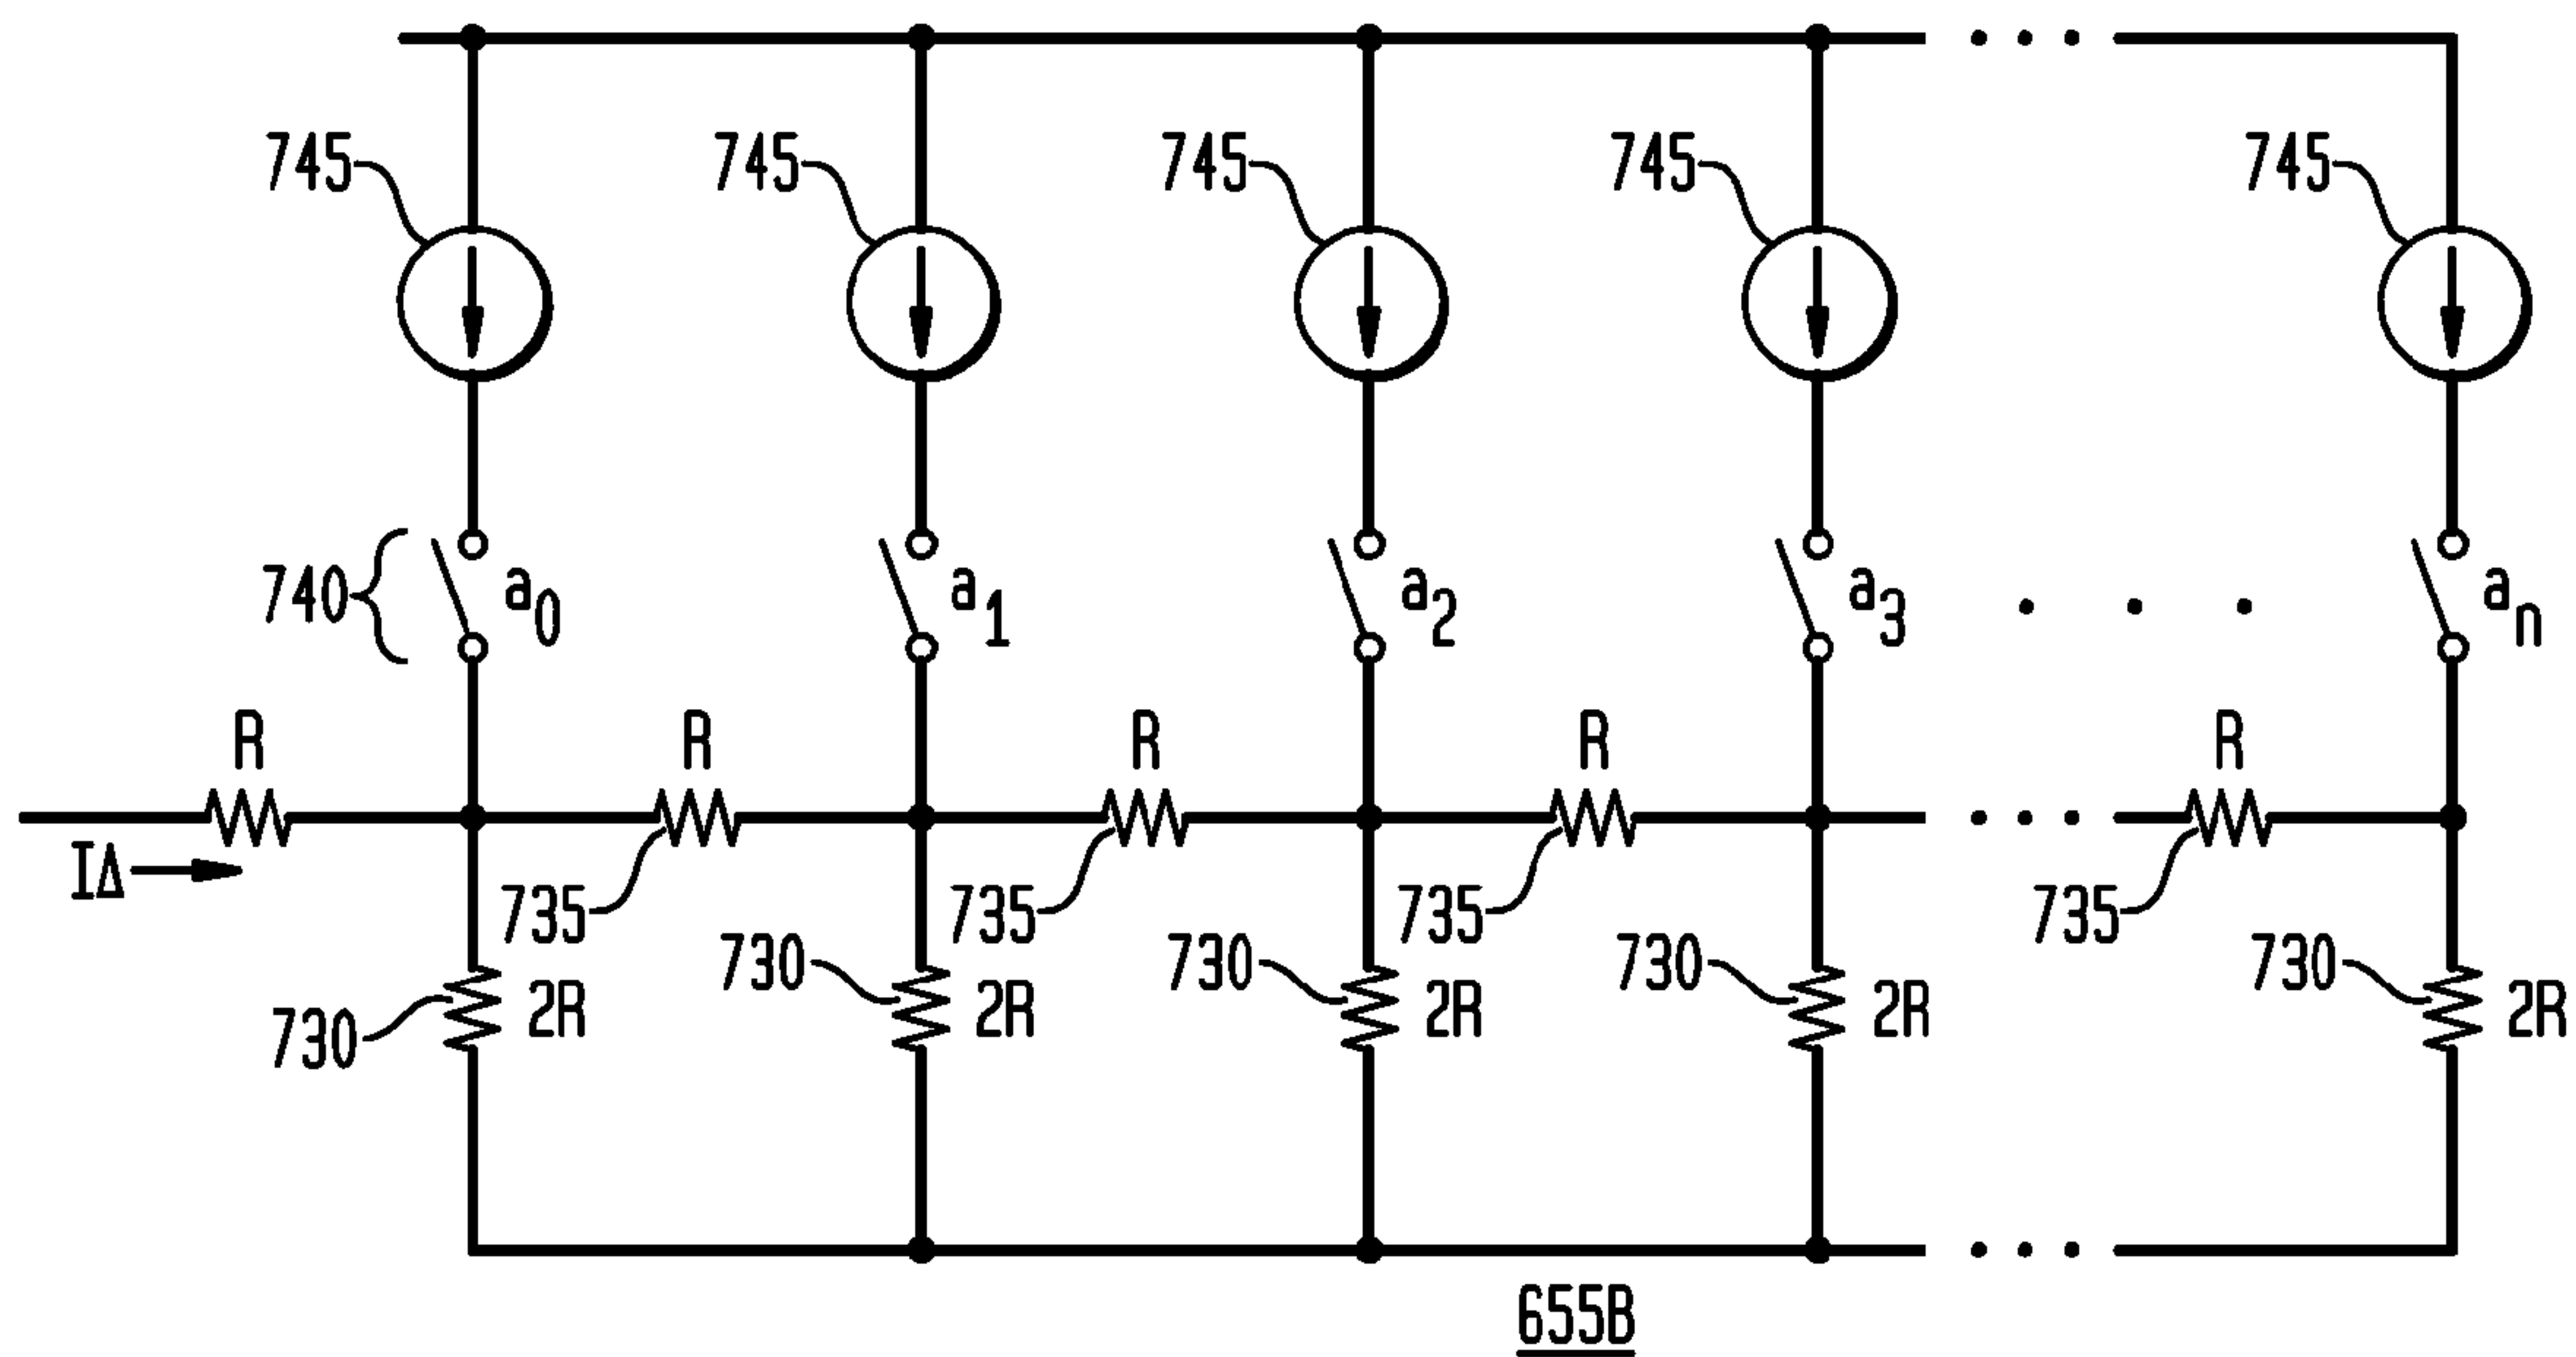 745 745 745 745 745
740 a0 a1 a2 a3 an
R R R R R
IΔ
735 735 735 735
730 730 730 730
730 2R 2R 2R 2R 2R
655B